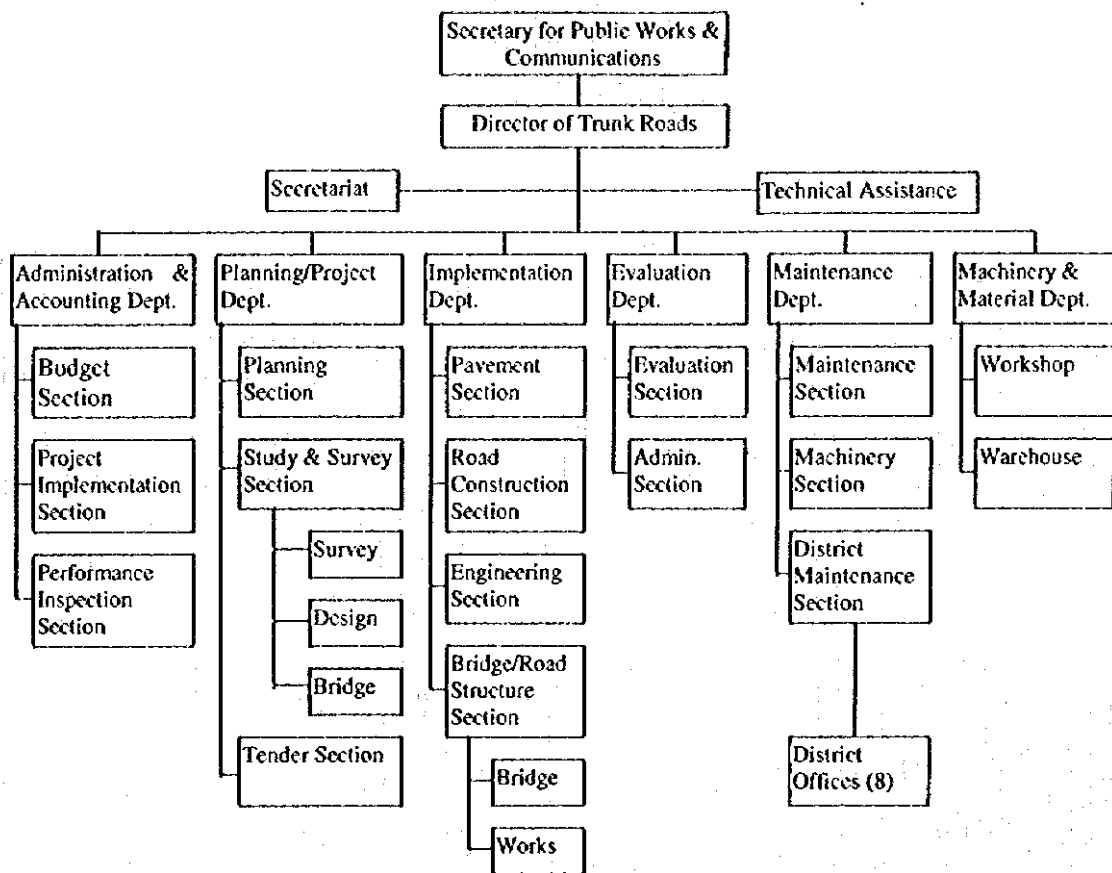 Secretary for Public Works &
Communications
Director of Trunk Roads
Secretariat
Technical Assistance
Administration &
Accounting Dept.
Planning/Project
Dept.
Implementation
Dept.
Evaluation
Dept.
Maintenance
Dept.
Machinery &
Material Dept.
Budget
Section
Project
Implementation
Section
Performance
Inspection
Section
Planning
Section
Study & Survey
Section
Survey
Design
Bridge
Tender Section
Pavement
Section
Road
Construction
Section
Engineering
Section
Bridge/Road
Structure
Section
Bridge
Works
Evaluation
Section
Admin.
Section
Maintenance
Section
Machinery
Section
District
Maintenance
Section
District
Offices (8)
Workshop
Warehouse